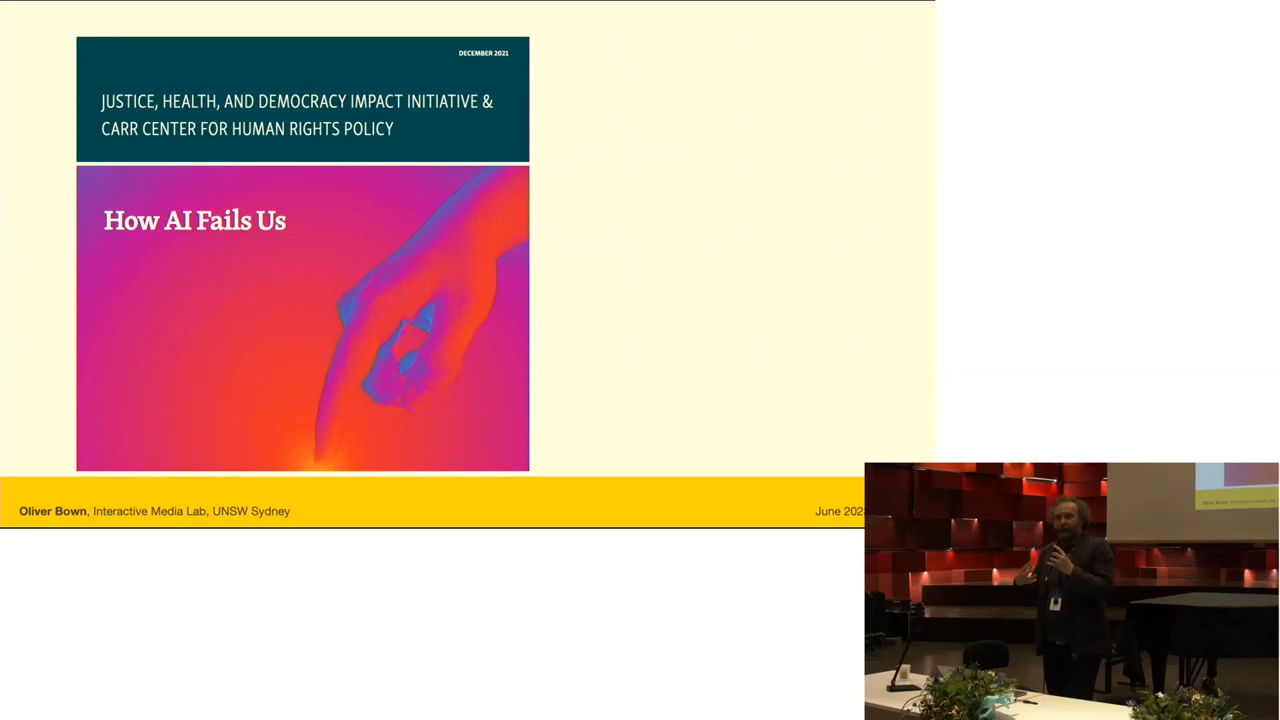 DECEMBER 2021
JUSTICE, HEALTH, AND DEMOCRACY IMPACT INITIATIVE &
CARR CENTER FOR HUMAN RIGHTS POLICY
How AI Fails Us
Oliver Bown, Interactive Media Lab, UNSW Sydney
June